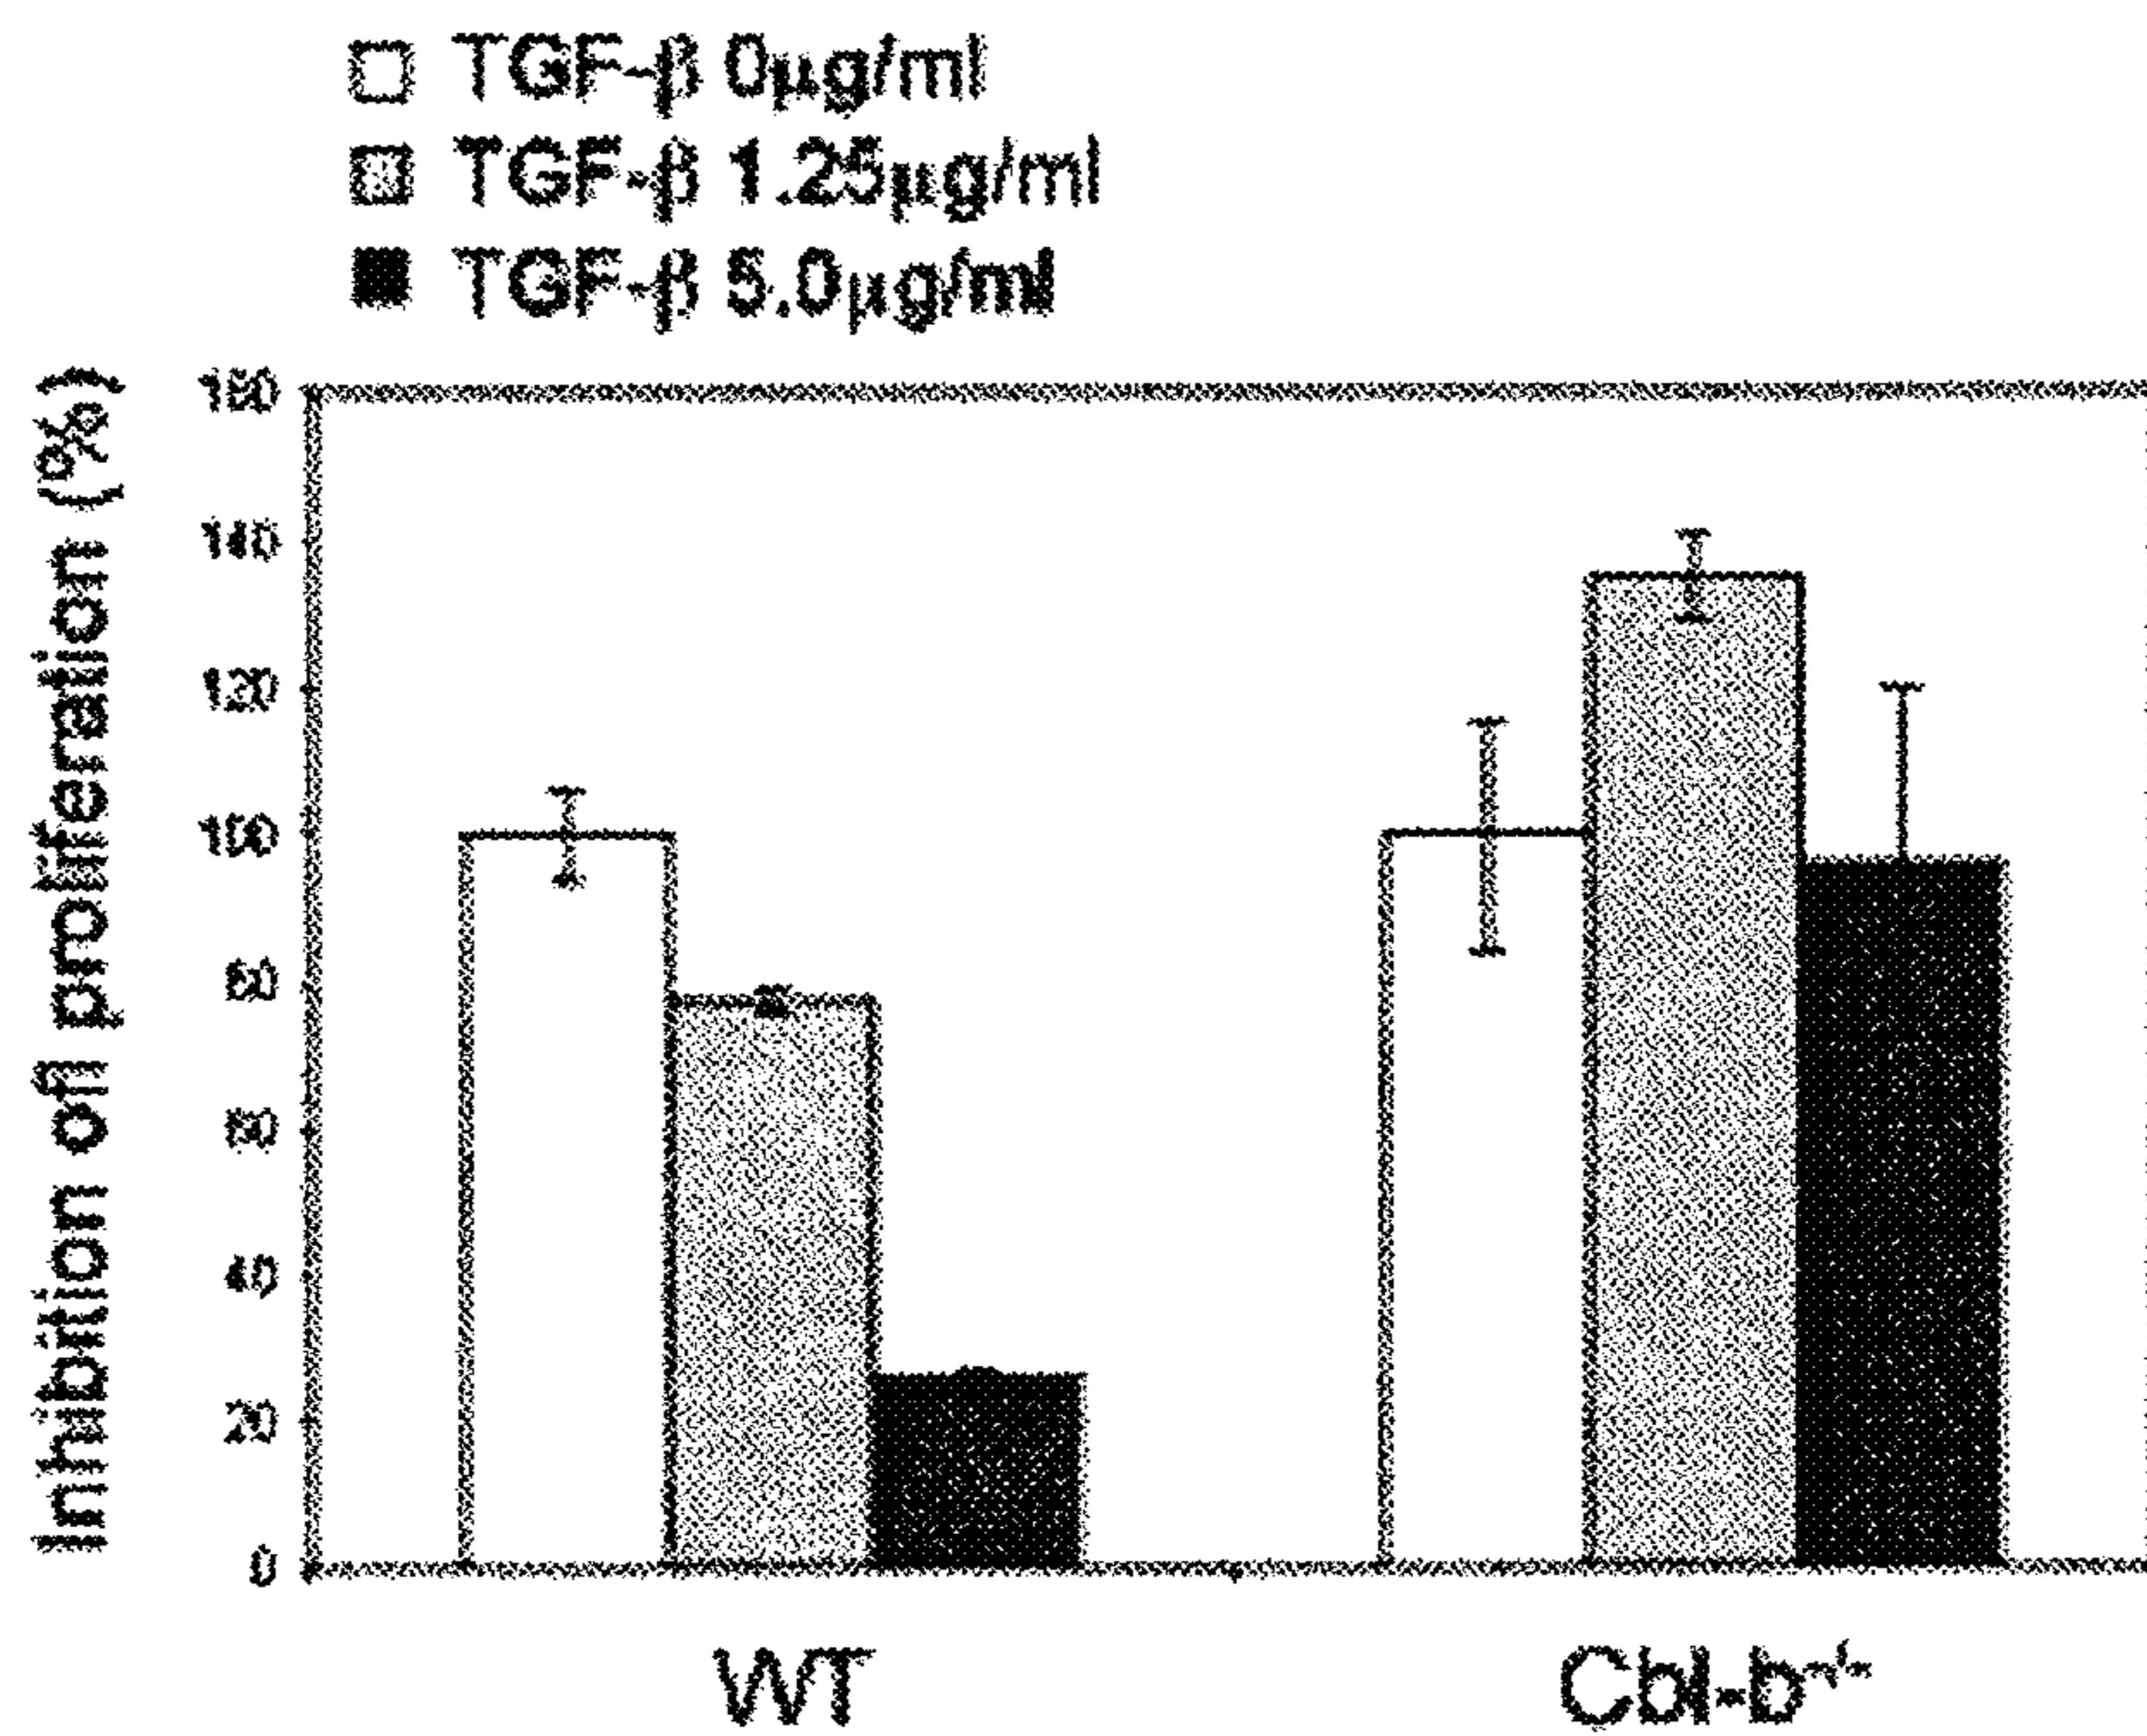 TGF-β 0µg/ml
TGF-β 1.25µg/ml
TGF-β 5.0µg/ml
Inhibition of proliferation (%)
160
140
120
100
80
60
40
20
0
WT
Cbl-b-/-